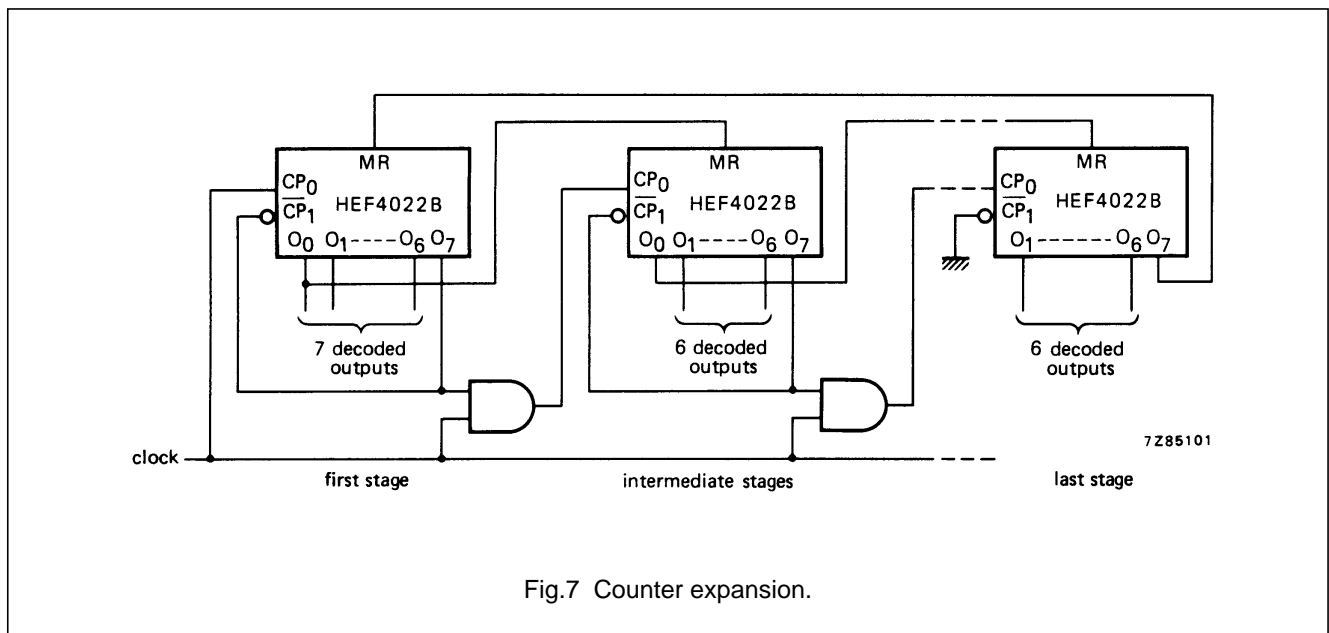 MR
CP0
CP1
HEF4022B
O0 O1 ----- O6 O7
7 decoded
outputs
MR
CP0
CP1
HEF4022B
O0 O1 ----- O6 O7
6 decoded
outputs
MR
CP0
CP1
HEF4022B
O1 --------- O6 O7
6 decoded
outputs
7Z85101
clock
first stage
intermediate stages
last stage
Fig.7 Counter expansion.